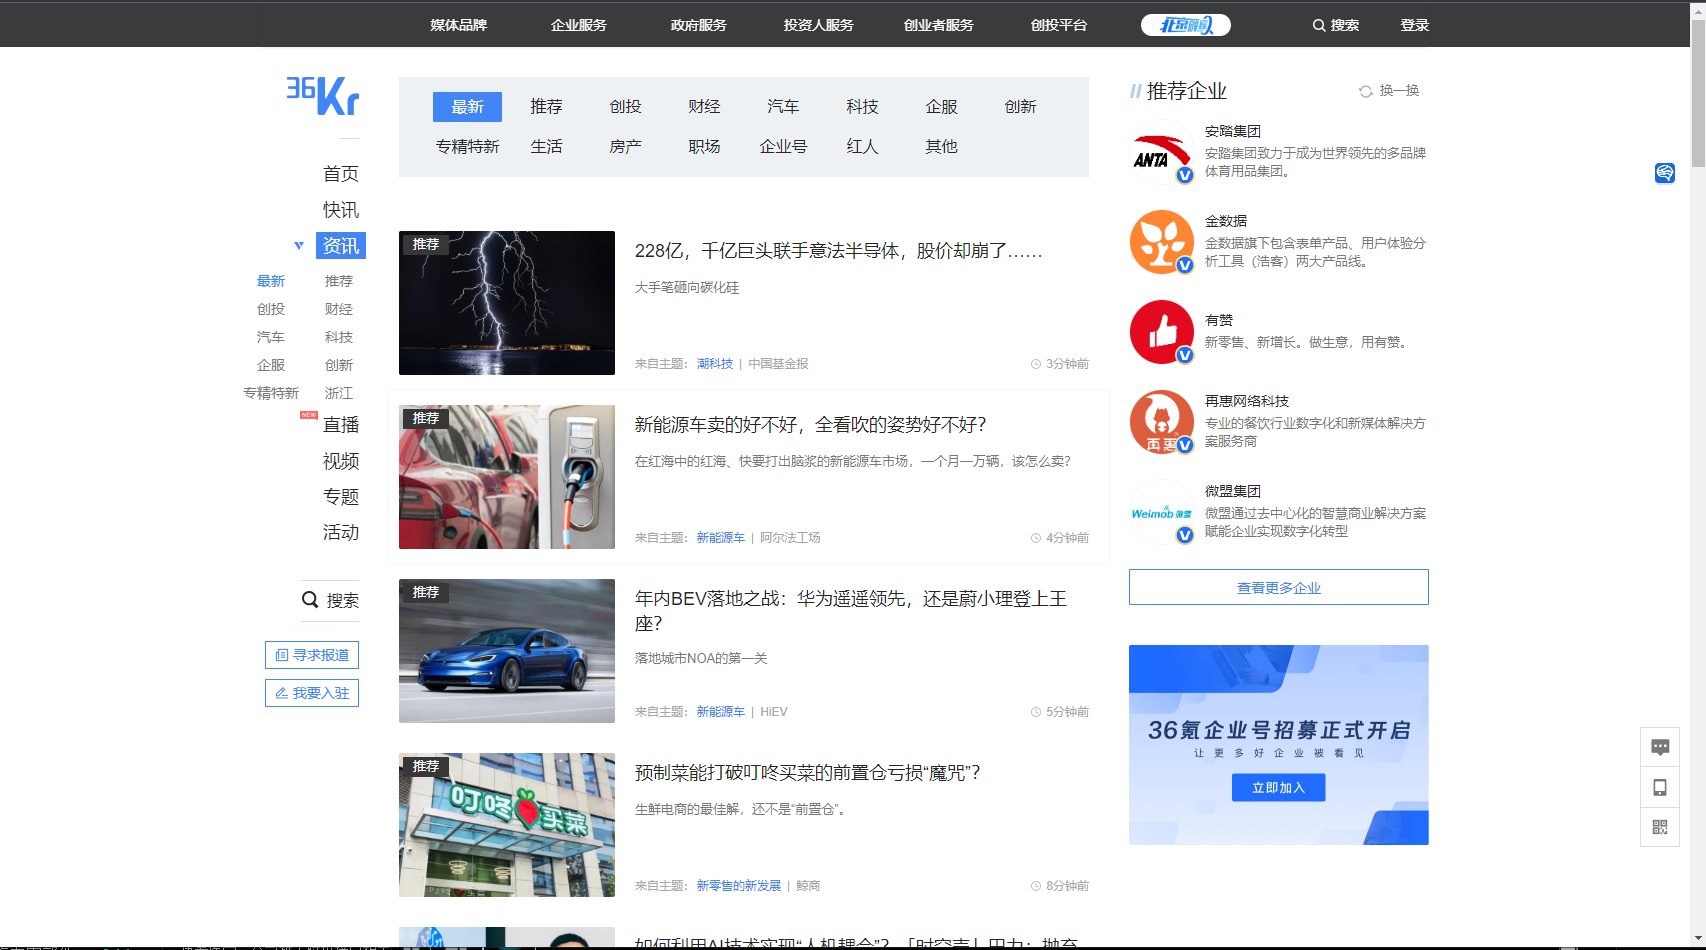 媒体品牌 企业服务 政府服务 投资人服务 创业者服务 创投平台 搜索 登录
36Kr
首页
快讯
资讯
最新 推荐
创投 财经
汽车 科技
企服 创新
专精特新 浙江
NEW
直播
视频
专题
活动
搜索
寻求报道
我要入驻
最新 推荐 创投 财经 汽车 科技 企服 创新
专精特新 生活 房产 职场 企业号 红人 其他
推荐
228亿，千亿巨头联手意法半导体，股价却崩了……
大手笔砸向碳化硅
来自主题： 潮科技 | 中国基金报 3分钟前
推荐
新能源车卖的好不好，全看吹的姿势好不好？
在红海中的红海、快要打出脑浆的新能源车市场，一个月一万辆，该怎么卖？
来自主题： 新能源车 | 阿尔法工场 4分钟前
推荐
年内BEV落地之战：华为遥遥领先，还是蔚小理登上王
座？
落地城市NOA的第一关
来自主题： 新能源车 | HiEV 5分钟前
推荐
叮咚买菜
预制菜能打破叮咚买菜的前置仓亏损“魔咒”？
生鲜电商的最佳解，还不是“前置仓”。
来自主题： 新零售的新发展 | 鲸商 8分钟前
推荐企业 换一换
ANTA
安踏集团
安踏集团致力于成为世界领先的多品牌
体育用品集团。
金数据
金数据旗下包含表单产品、用户体验分
析工具（浩客）两大产品线。
有赞
新零售、新增长。做生意，用有赞。
再惠
再惠网络科技
专业的餐饮行业数字化和新媒体解决方
案服务商
Weimob 微盟
微盟集团
微盟通过去中心化的智慧商业解决方案
赋能企业实现数字化转型
查看更多企业
36氪企业号招募正式开启
让更多好企业被看见
立即加入